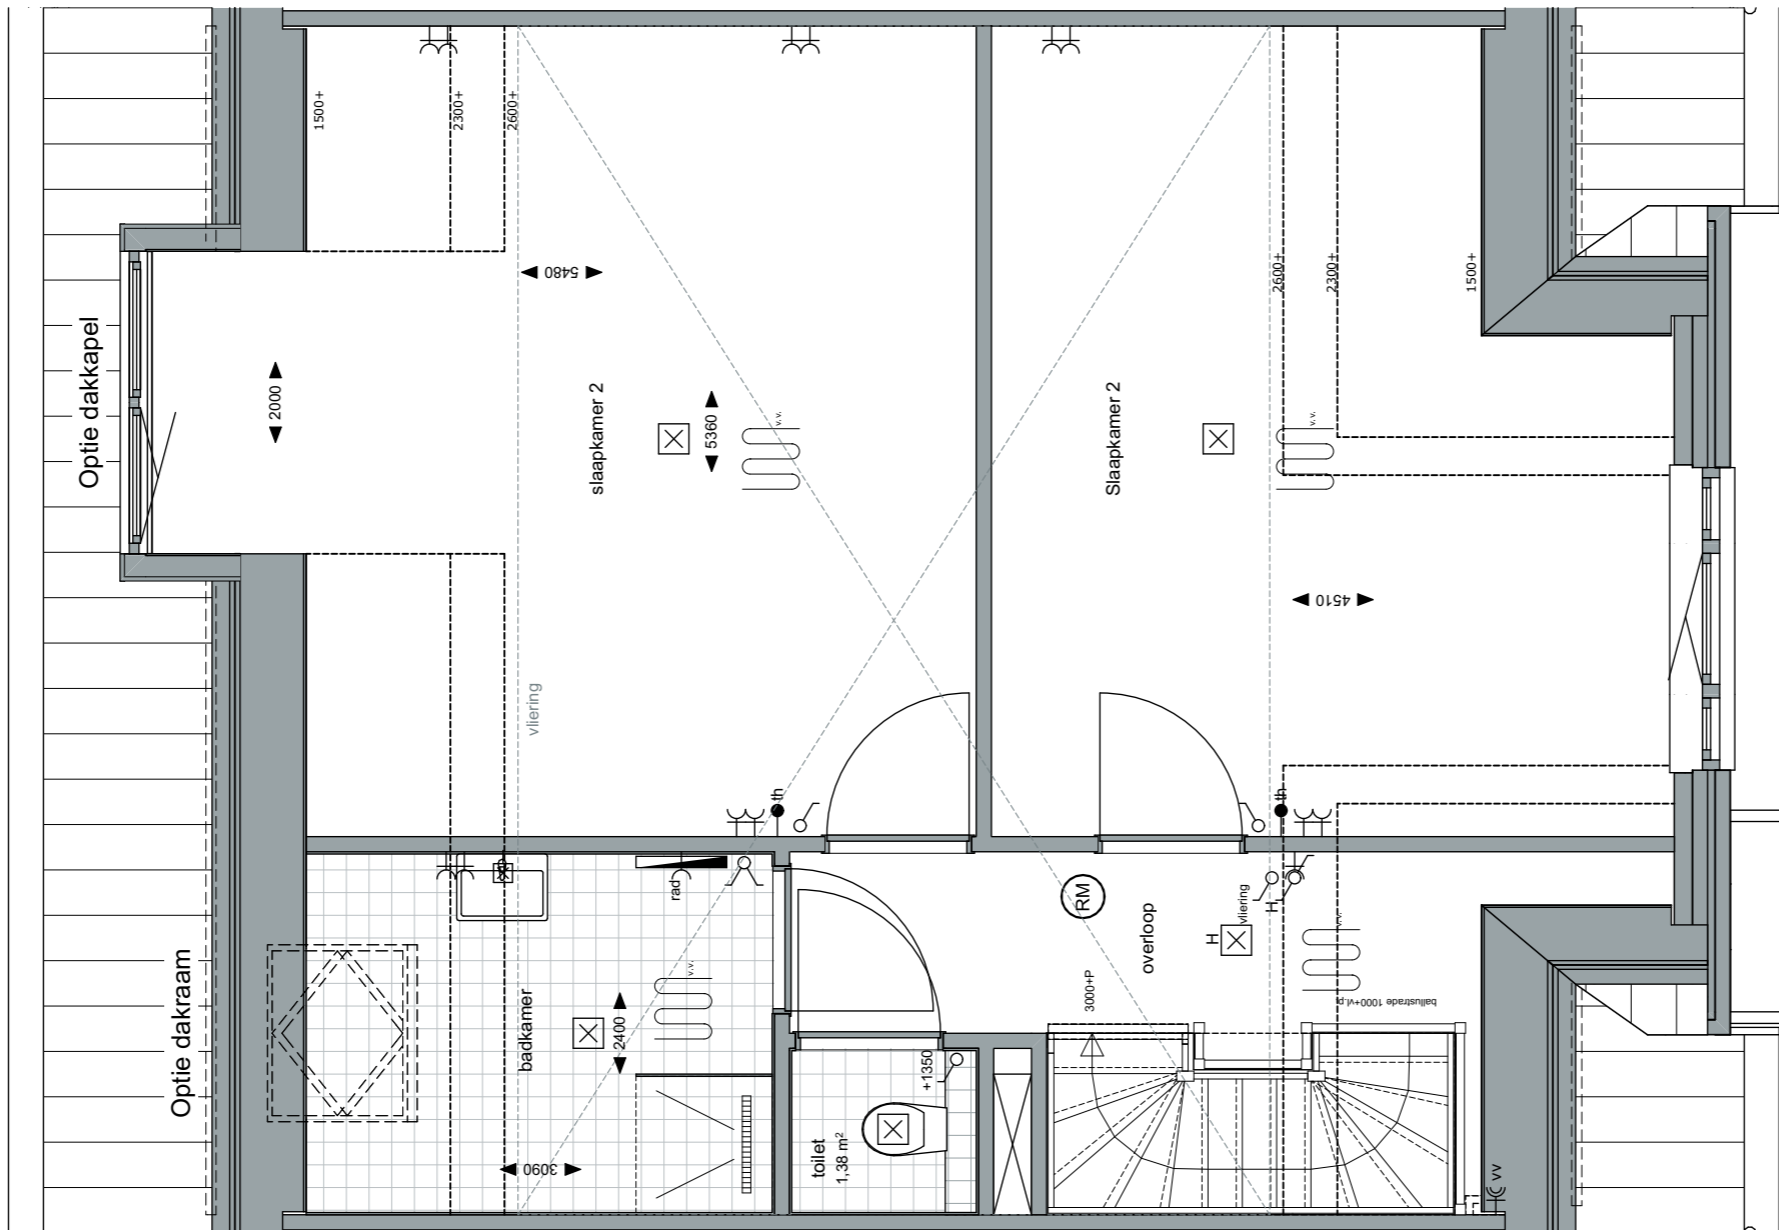 Optie dakkapel
Optie dakraam
1500+
2300+
2600+
2000
5480
slaapkamer 2
5360
v.v.
vliering
th
2600+
2300+
1500+
Slaapkamer 2
v.v.
4510
th
badkamer
rad
v.v.
2400
3090
toilet
1,38 m²
+1350
RM
overloop
H
vliering
H
v.v.
3000+P
ballustrade 1000+vl.p
vv